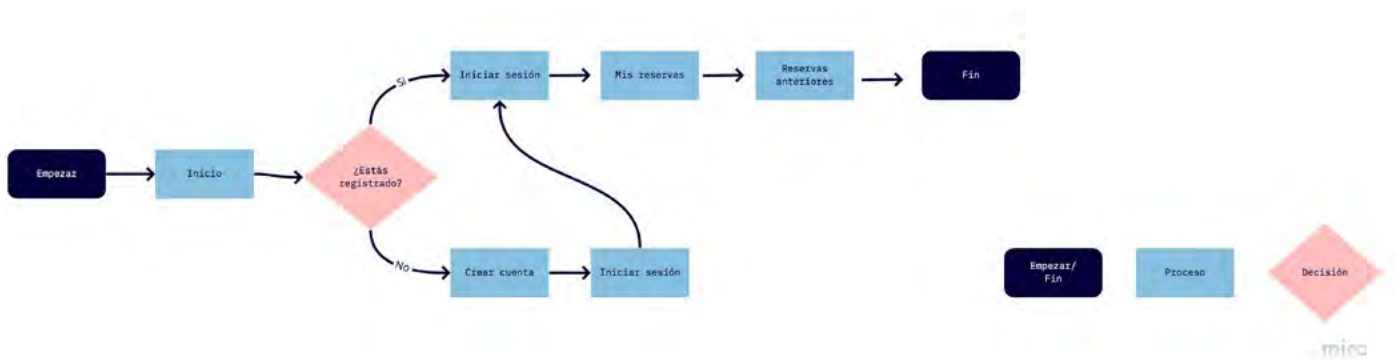 Empezar
Inicio
¿Estás
registrado?
Sí
Iniciar sesión
Mis reservas
Reservas
anteriores
Fin
No
Crear cuenta
Iniciar sesión
Empezar/
Fin
Proceso
Decisión
miro